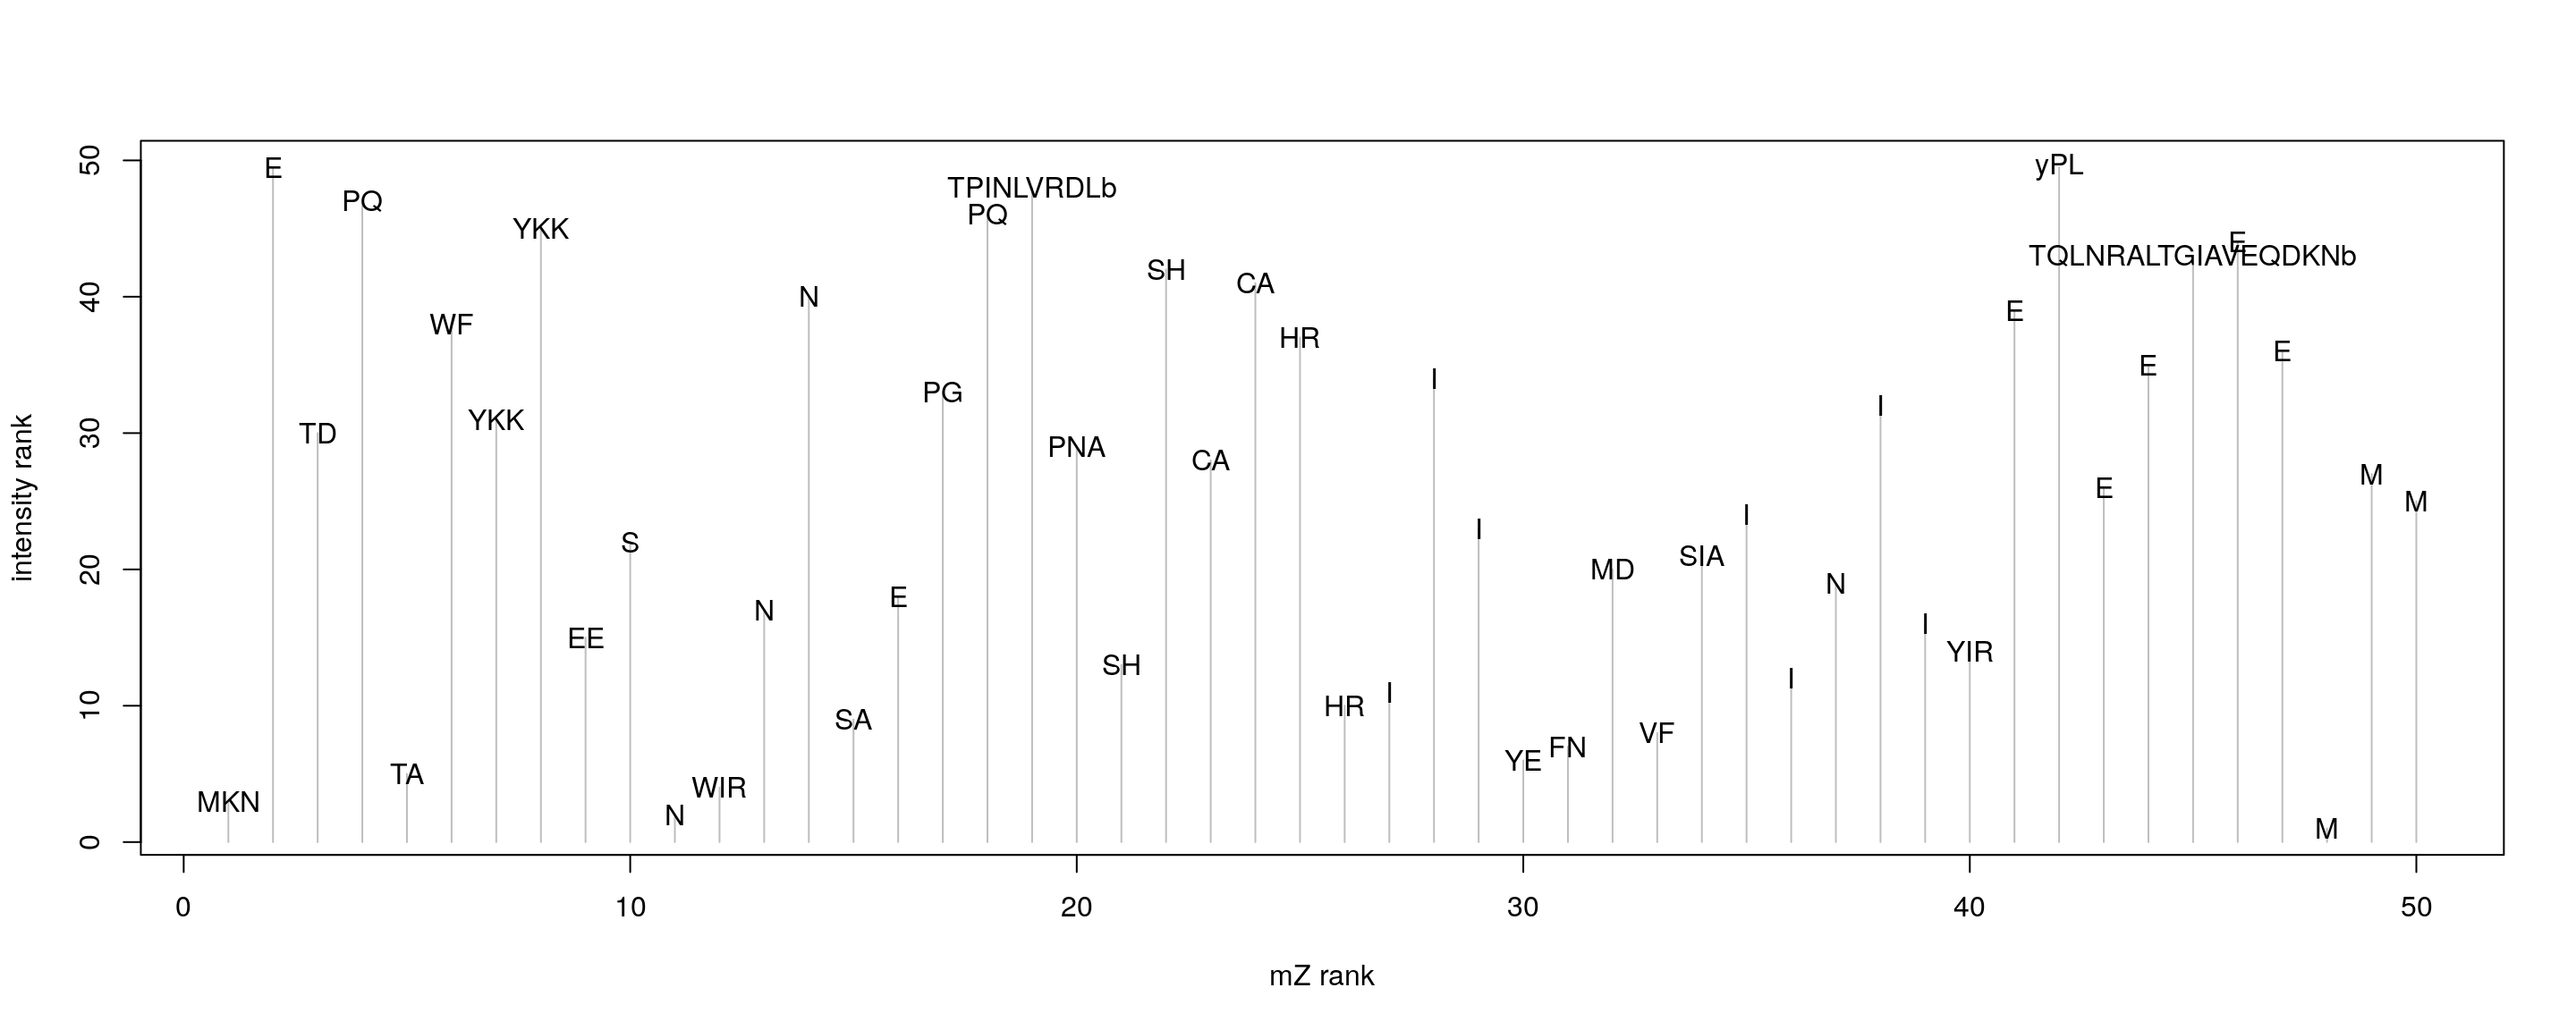 E
yPL
TPINLVRDLb
PQ
PQ
YKK
E
TQLNRALTGIAVEQDKNb
SH
CA
N
E
WF
HR
E
E
I
PG
I
TD
YKK
PNA
CA
M
E
M
I
I
S
SIA
MD
N
E
N
I
EE
YIR
SH
I
I
HR
SA
VF
FN
YE
TA
WIR
MKN
N
M
50
40
30
20
10
0
intensity rank
0 10 20 30 40 50
mZ rank